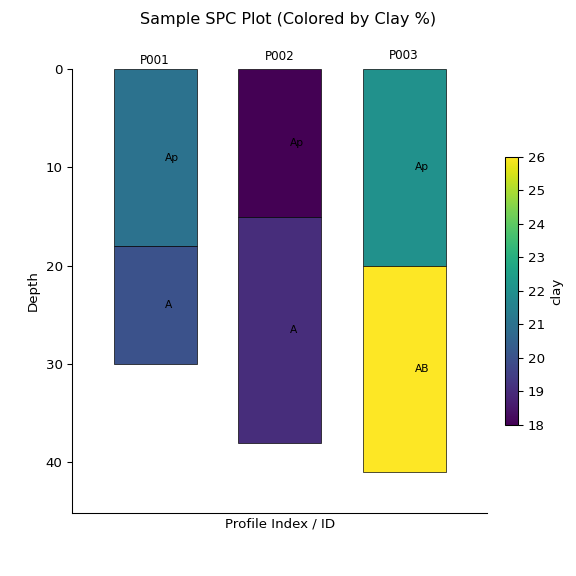 Sample SPC Plot (Colored by Clay %)
P001
P002
P003
0
10
20
30
40
Depth
Ap
A
Ap
A
Ap
AB
Profile Index / ID
26
25
24
23
22
21
20
19
18
clay